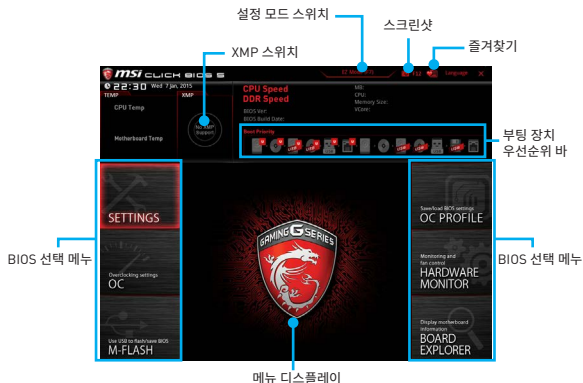 설정 모드 스위치
스크린샷
XMP 스위치
즐겨찾기
msi CLICK BIOS 5
F12
Language
X
22:30 Wed 7 Jan, 2015
TEMP
XMP
CPU Temp
Motherboard Temp
No XMP
Support
CPU Speed
DDR Speed
BIOS Ver:
BIOS Build Date:
MB:
CPU:
Memory Size:
VCore:
Boot Priority
부팅 장치
우선순위 바
SETTINGS
Overclocking settings
OC
Use USB to flash/save BIOS
M-FLASH
BIOS 선택 메뉴
GAMING G SERIES
Save/load BIOS settings
OC PROFILE
Monitoring and
fan control
HARDWARE
MONITOR
Display motherboard
information
BOARD
EXPLORER
BIOS 선택 메뉴
메뉴 디스플레이